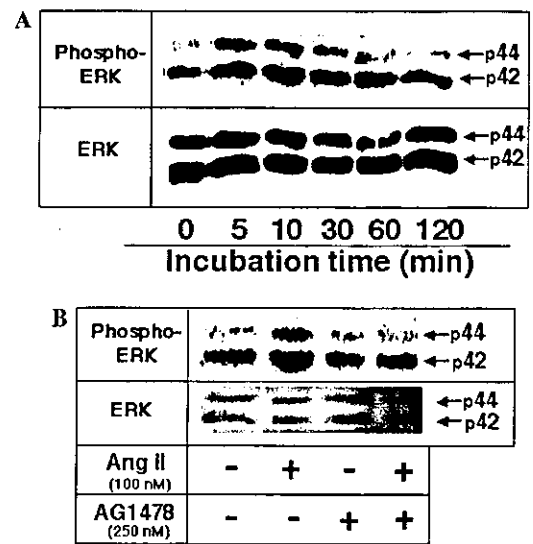 A
Phospho-
ERK
←p44
←p42
ERK
←p44
←p42
0 5 10 30 60 120
Incubation time (min)
B
Phospho-
ERK
←p44
←p42
ERK
←p44
←p42
Ang II
(100 nM)
- + - +
AG1478
(250 nM)
- - + +